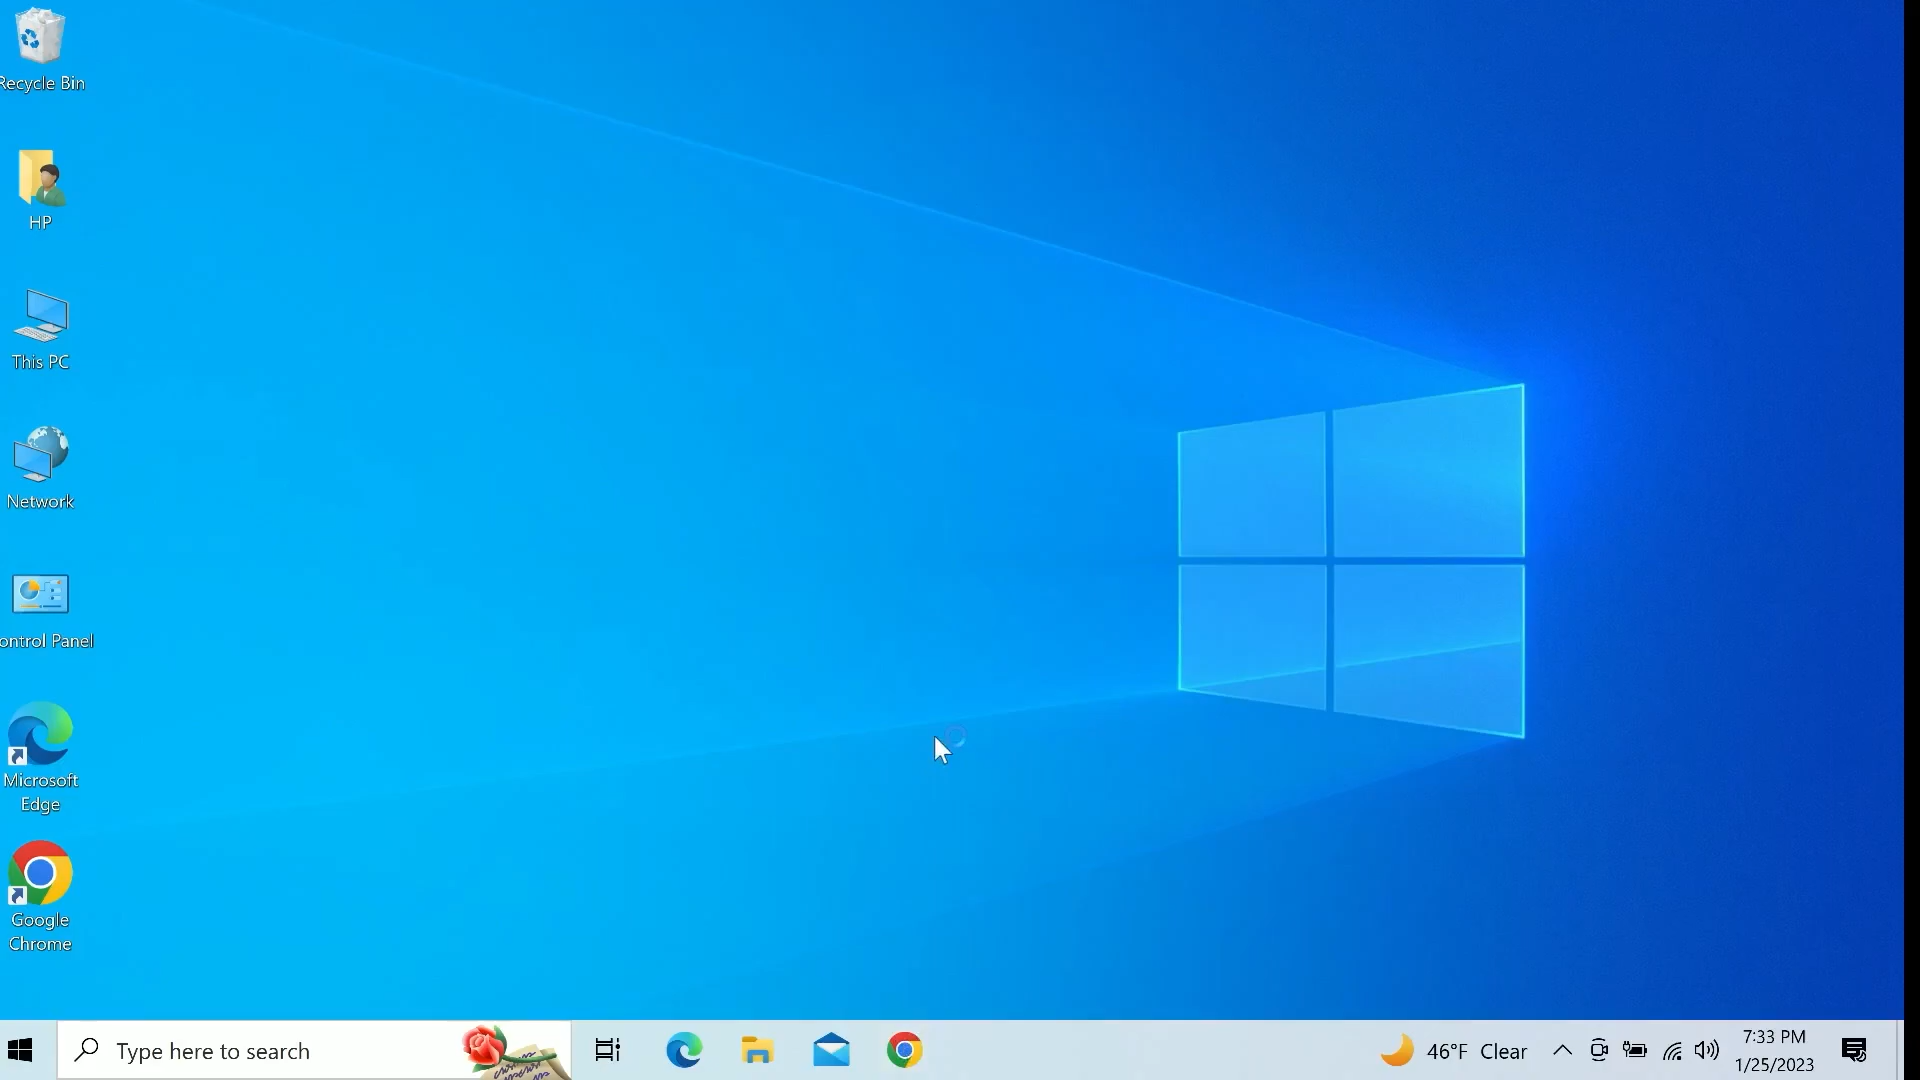 Recycle Bin
HP
This PC
Network
ontrol Panel
Microsoft
Edge
Google
Chrome
Type here to search
46°F Clear
7:33 PM
1/25/2023